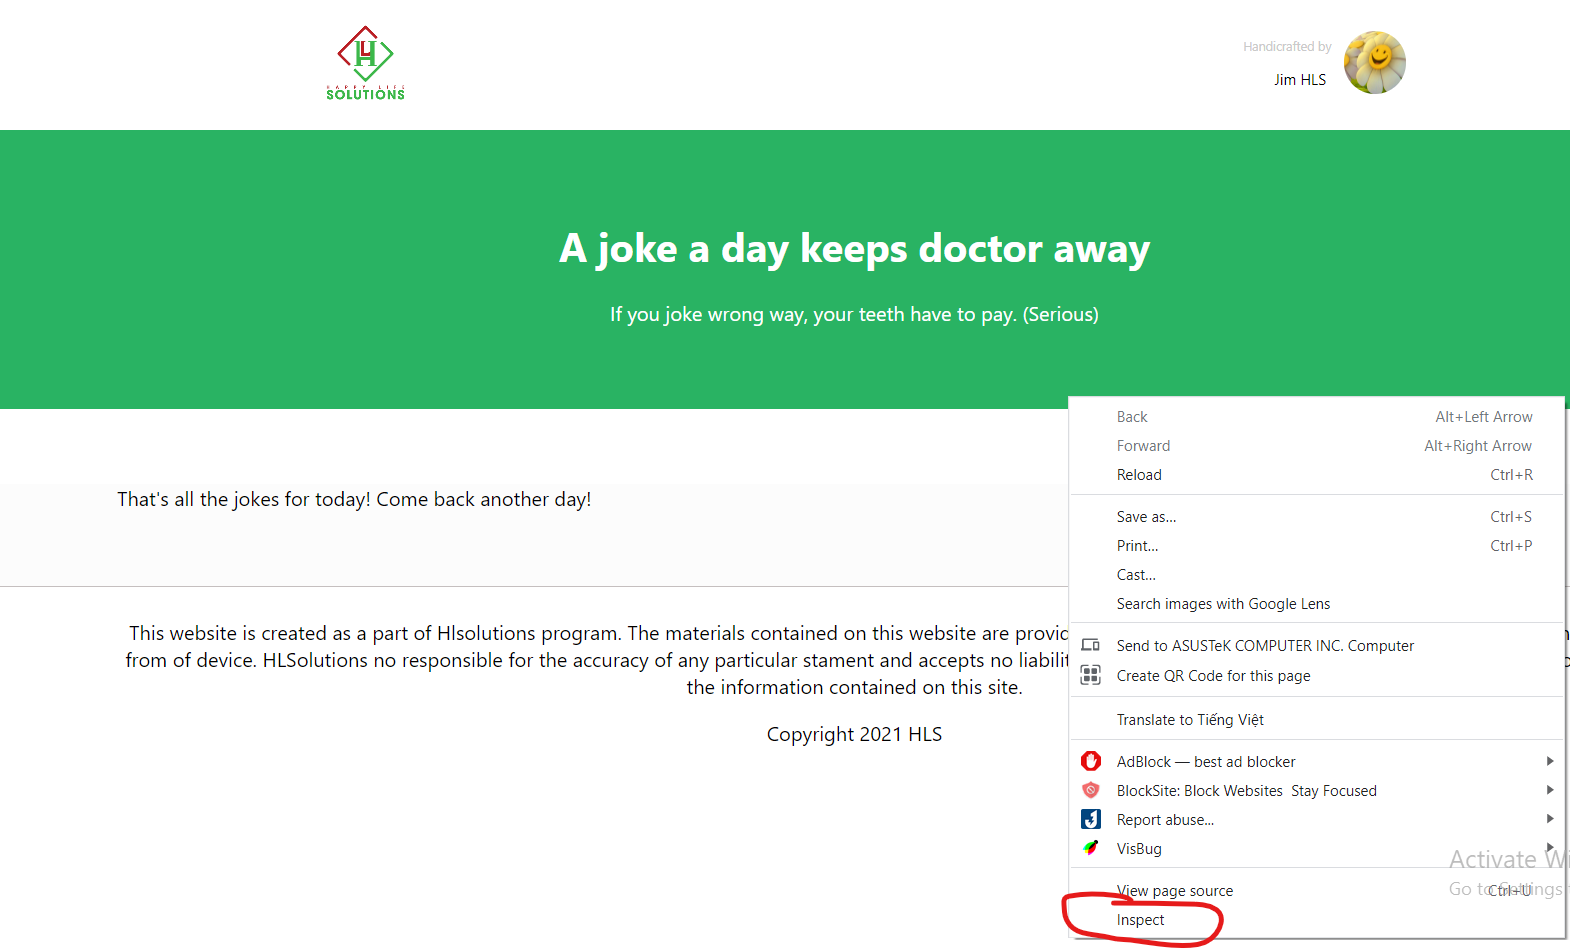 HAPPY LIFE
SOLUTIONS
Handicrafted by
Jim HLS
A joke a day keeps doctor away
If you joke wrong way, your teeth have to pay. (Serious)
That's all the jokes for today! Come back another day!
This website is created as a part of Hlsolutions program. The materials contained on this website are provid
from of device. HLSolutions no responsible for the accuracy of any particular stament and accepts no liabilit
the information contained on this site.
Copyright 2021 HLS
Back Alt+Left Arrow
Forward Alt+Right Arrow
Reload Ctrl+R
Save as... Ctrl+S
Print... Ctrl+P
Cast...
Search images with Google Lens
Send to ASUSTeK COMPUTER INC. Computer
Create QR Code for this page
Translate to Tiếng Việt
AdBlock — best ad blocker
BlockSite: Block Websites Stay Focused
Report abuse...
VisBug
View page source Ctrl+U
Inspect
Activate Wi
Go to Settings